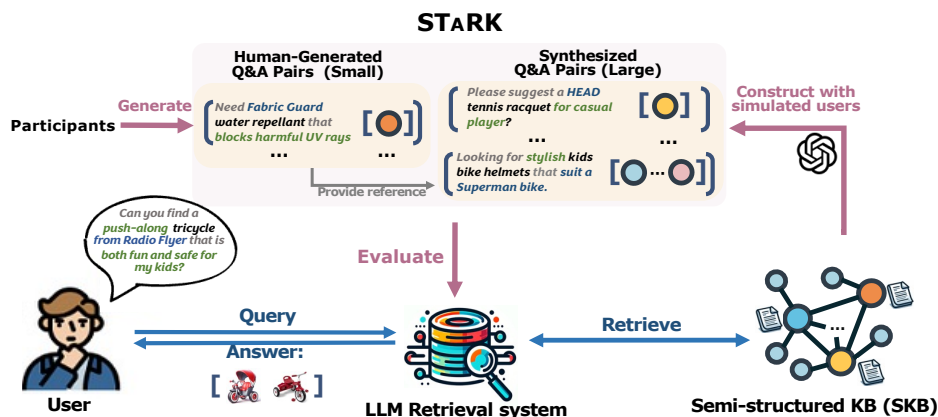 STaRK
Human-Generated
Q&A Pairs (Small)
Synthesized
Q&A Pairs (Large)
Generate
Participants
Need Fabric Guard
water repellant that
blocks harmful UV rays
...
...
Please suggest a HEAD
tennis racquet for casual
player?
...
...
Looking for stylish kids
bike helmets that suit a
Superman bike.
...
Provide reference
Construct with
simulated users
Can you find a
push-along tricycle
from Radio Flyer that is
both fun and safe for
my kids?
Evaluate
Query
Answer:
Retrieve
...
User
LLM Retrieval system
Semi-structured KB (SKB)